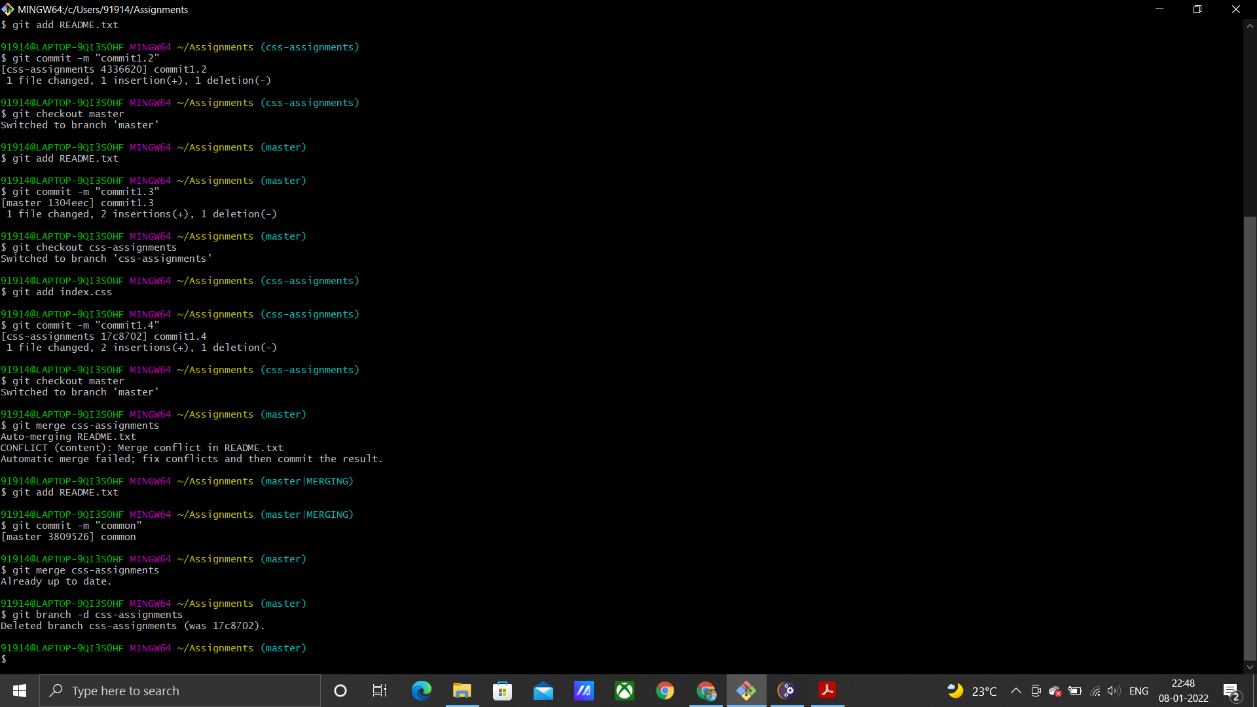 MINGW64:/c/Users/91914/Assignments
$ git add README.txt
91914@LAPTOP-9QI3SOHF MINGW64 ~/Assignments (css-assignments)
$ git commit -m "commit1.2"
[css-assignments 4336620] commit1.2
1 file changed, 1 insertion(+), 1 deletion(-)
91914@LAPTOP-9QI3SOHF MINGW64 ~/Assignments (css-assignments)
$ git checkout master
Switched to branch 'master'
91914@LAPTOP-9QI3SOHF MINGW64 ~/Assignments (master)
$ git add README.txt
91914@LAPTOP-9QI3SOHF MINGW64 ~/Assignments (master)
$ git commit -m "commit1.3"
[master 1304eec] commit1.3
1 file changed, 2 insertions(+), 1 deletion(-)
91914@LAPTOP-9QI3SOHF MINGW64 ~/Assignments (master)
$ git checkout css-assignments
Switched to branch 'css-assignments'
91914@LAPTOP-9QI3SOHF MINGW64 ~/Assignments (css-assignments)
$ git add index.css
91914@LAPTOP-9QI3SOHF MINGW64 ~/Assignments (css-assignments)
$ git commit -m "commit1.4"
[css-assignments 17c8702] commit1.4
1 file changed, 2 insertions(+), 1 deletion(-)
91914@LAPTOP-9QI3SOHF MINGW64 ~/Assignments (css-assignments)
$ git checkout master
Switched to branch 'master'
91914@LAPTOP-9QI3SOHF MINGW64 ~/Assignments (master)
$ git merge css-assignments
Auto-merging README.txt
CONFLICT (content): Merge conflict in README.txt
Automatic merge failed; fix conflicts and then commit the result.
91914@LAPTOP-9QI3SOHF MINGW64 ~/Assignments (master|MERGING)
$ git add README.txt
91914@LAPTOP-9QI3SOHF MINGW64 ~/Assignments (master|MERGING)
$ git commit -m "common"
[master 3809526] common
91914@LAPTOP-9QI3SOHF MINGW64 ~/Assignments (master)
$ git merge css-assignments
Already up to date.
91914@LAPTOP-9QI3SOHF MINGW64 ~/Assignments (master)
$ git branch -d css-assignments
Deleted branch css-assignments (was 17c8702).
91914@LAPTOP-9QI3SOHF MINGW64 ~/Assignments (master)
$
Type here to search
23°C
ENG
22:48
08-01-2022
2